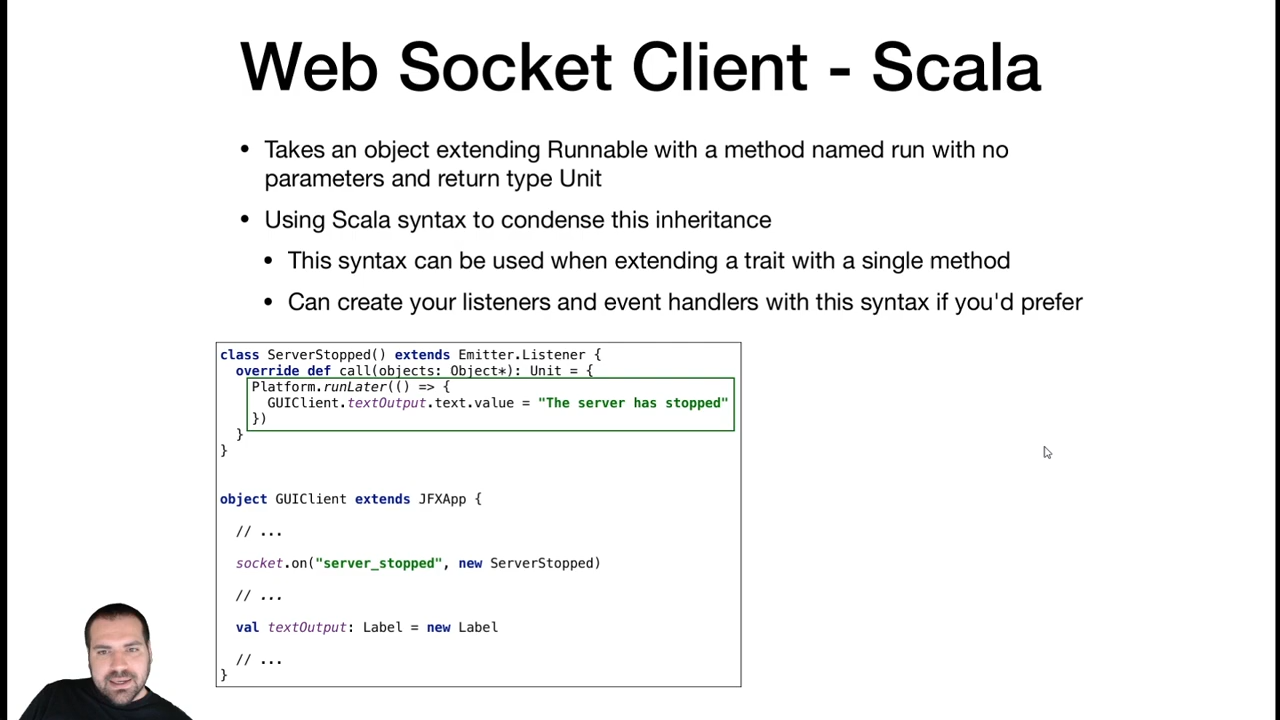 Web Socket Client - Scala
• Takes an object extending Runnable with a method named run with no
parameters and return type Unit
• Using Scala syntax to condense this inheritance
• This syntax can be used when extending a trait with a single method
• Can create your listeners and event handlers with this syntax if you'd prefer
class ServerStopped() extends Emitter.Listener {
override def call(objects: Object*): Unit = {
Platform.runLater(() => {
GUIClient.textOutput.text.value = "The server has stopped"
})
}
}
object GUIClient extends JFXApp {
// ...
socket.on("server_stopped", new ServerStopped)
// ...
val textOutput: Label = new Label
// ...
}